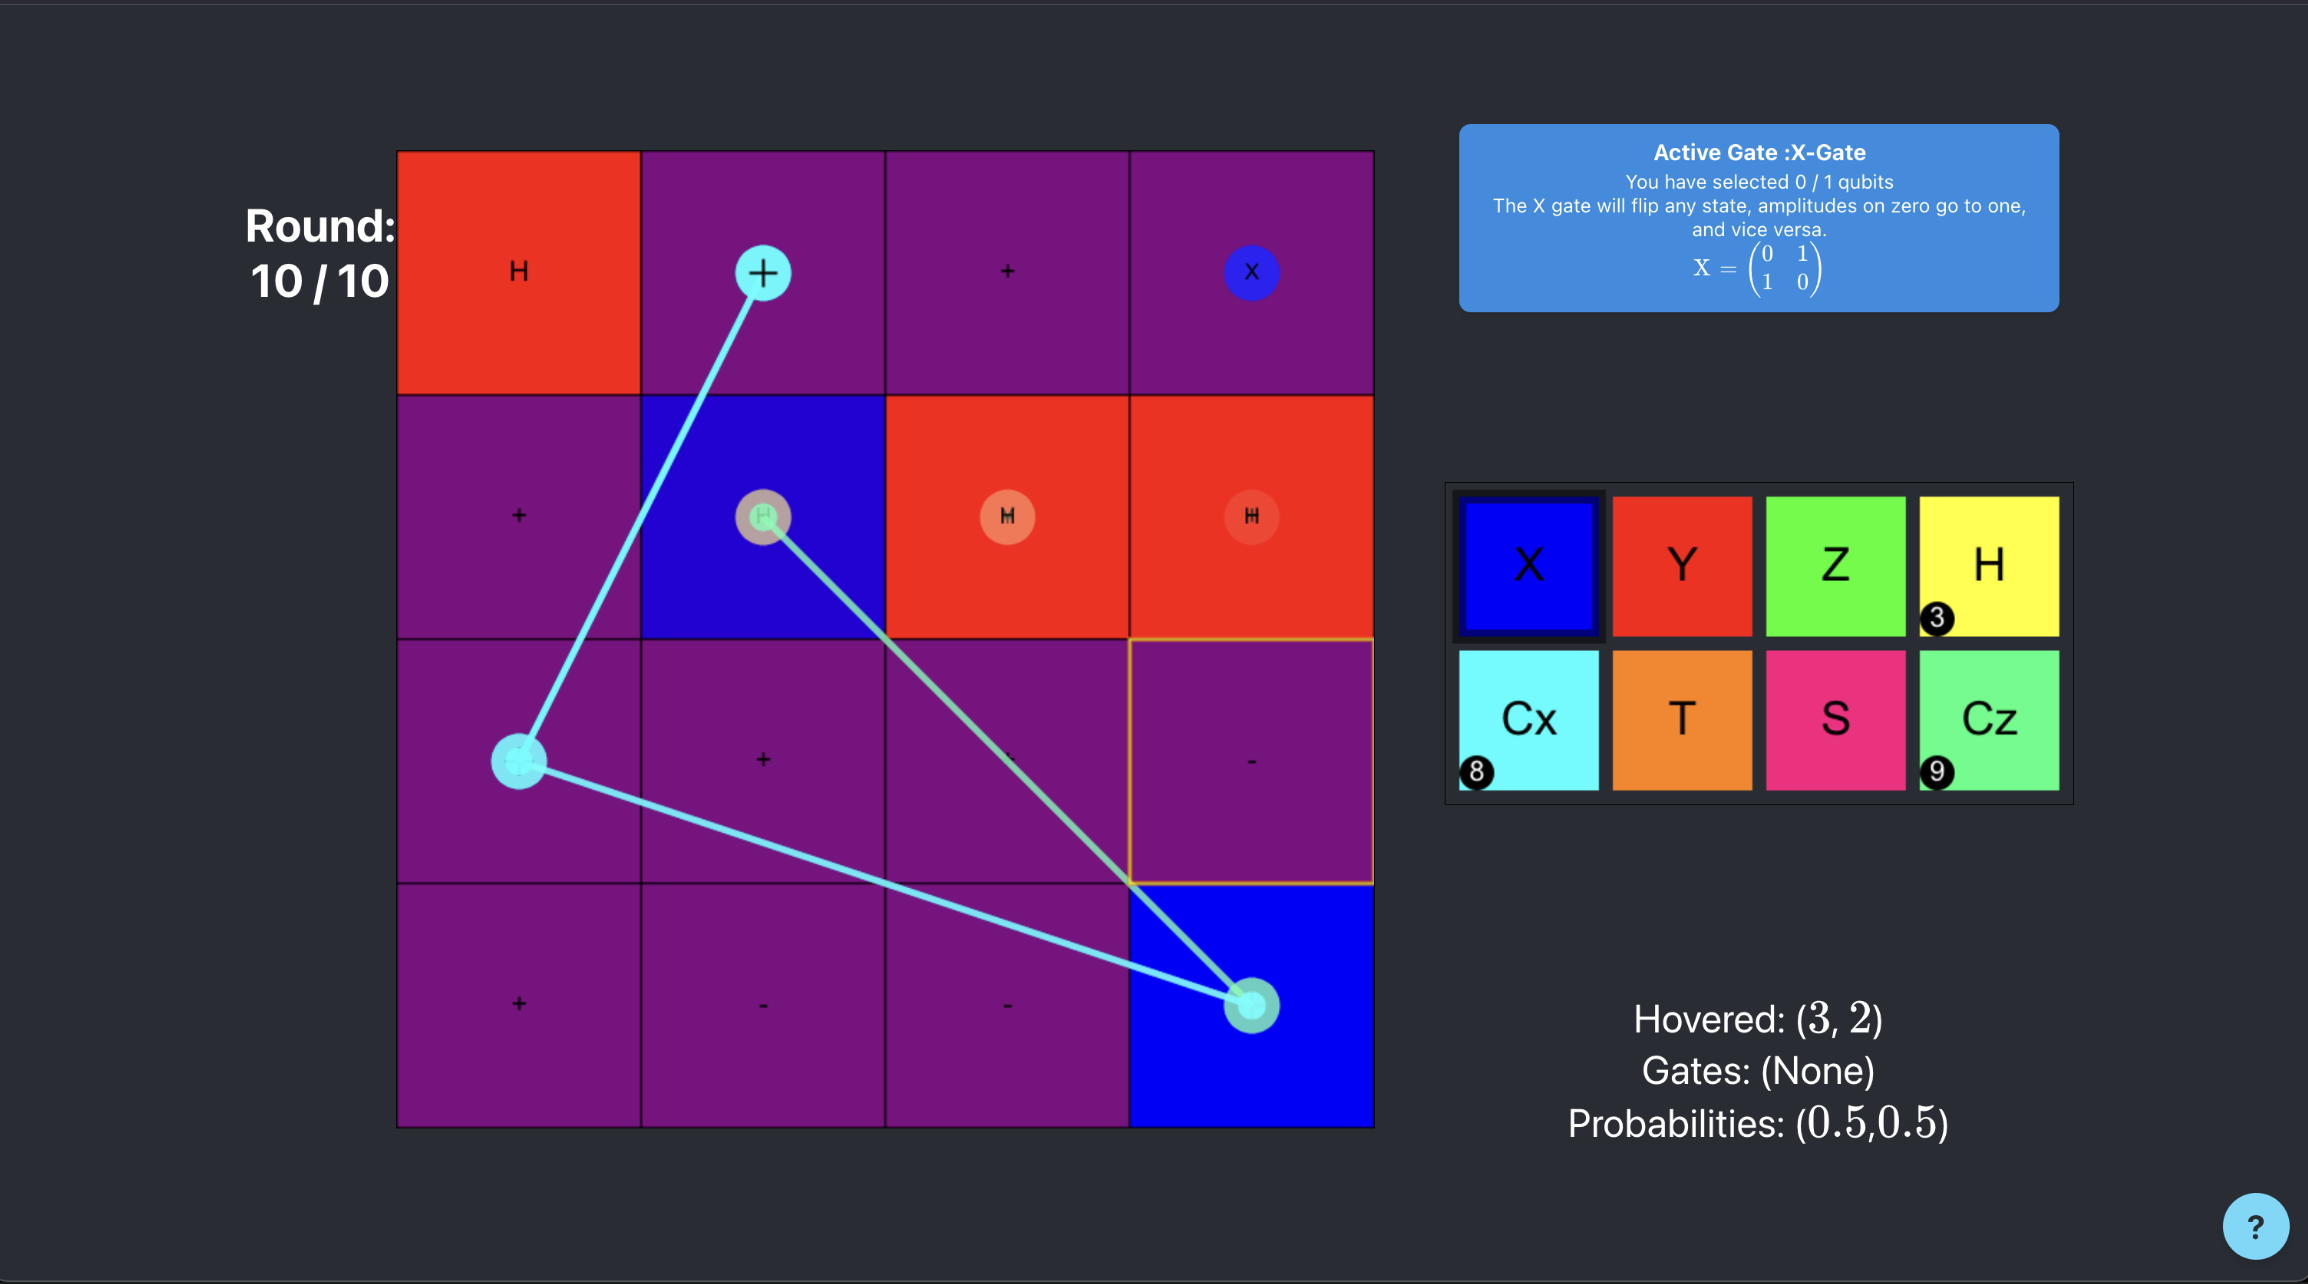 Active Gate :X-Gate
You have selected 0 / 1 qubits
The X gate will flip any state, amplitudes on zero go to one,
and vice versa.
X = (0 1
1 0)
Round:
10 / 10
H + + X
+ H H
X Y Z H
3
+ -
Cx T S Cz
8 9
+ - -
Hovered: (3, 2)
Gates: (None)
Probabilities: (0.5,0.5)
?